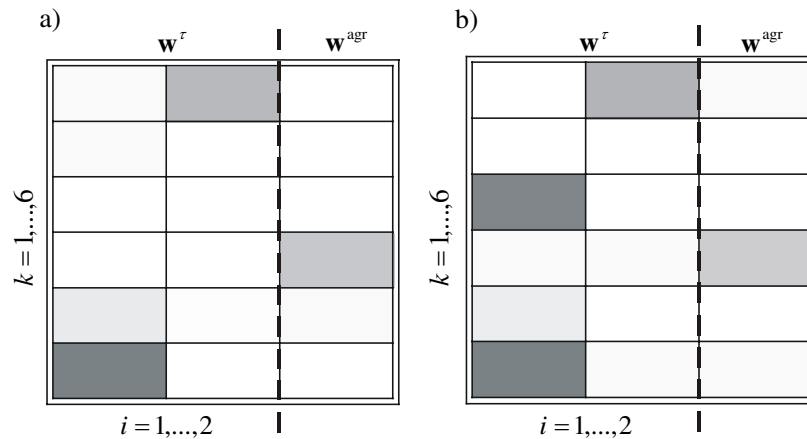 a)
w^τ w^agr
k = 1,...,6
i = 1,...,2
b)
w^τ w^agr
k = 1,...,6
i = 1,...,2